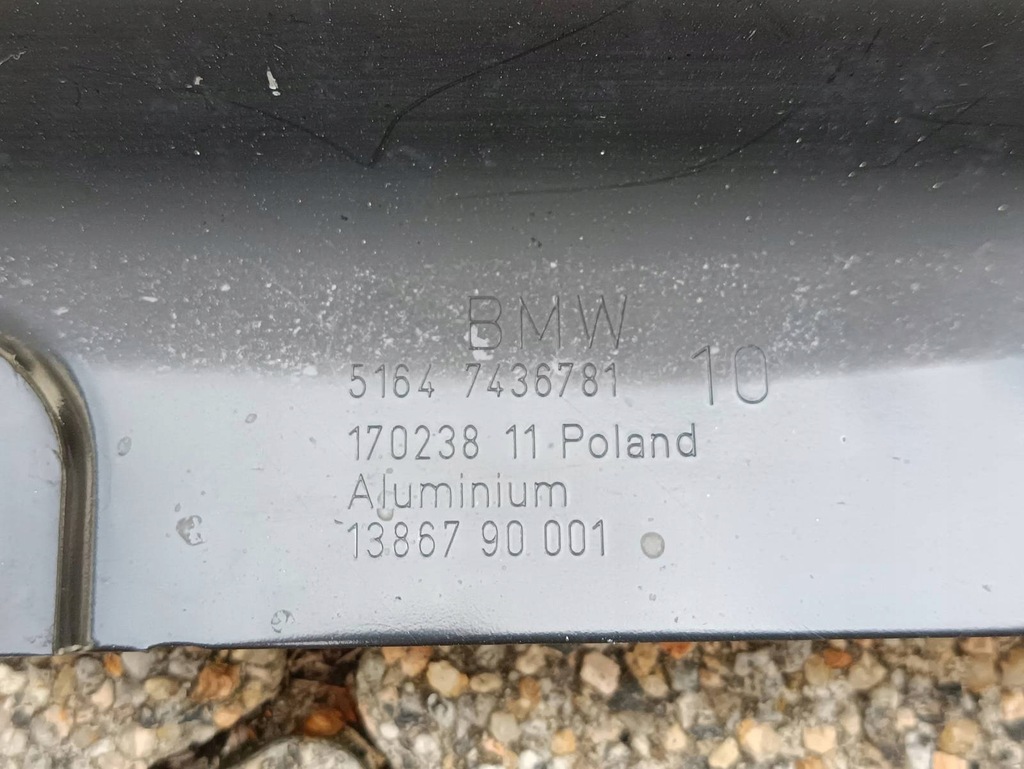 BMW
5164 7436781 10
170238 11 Poland
Aluminium
13867 90 001